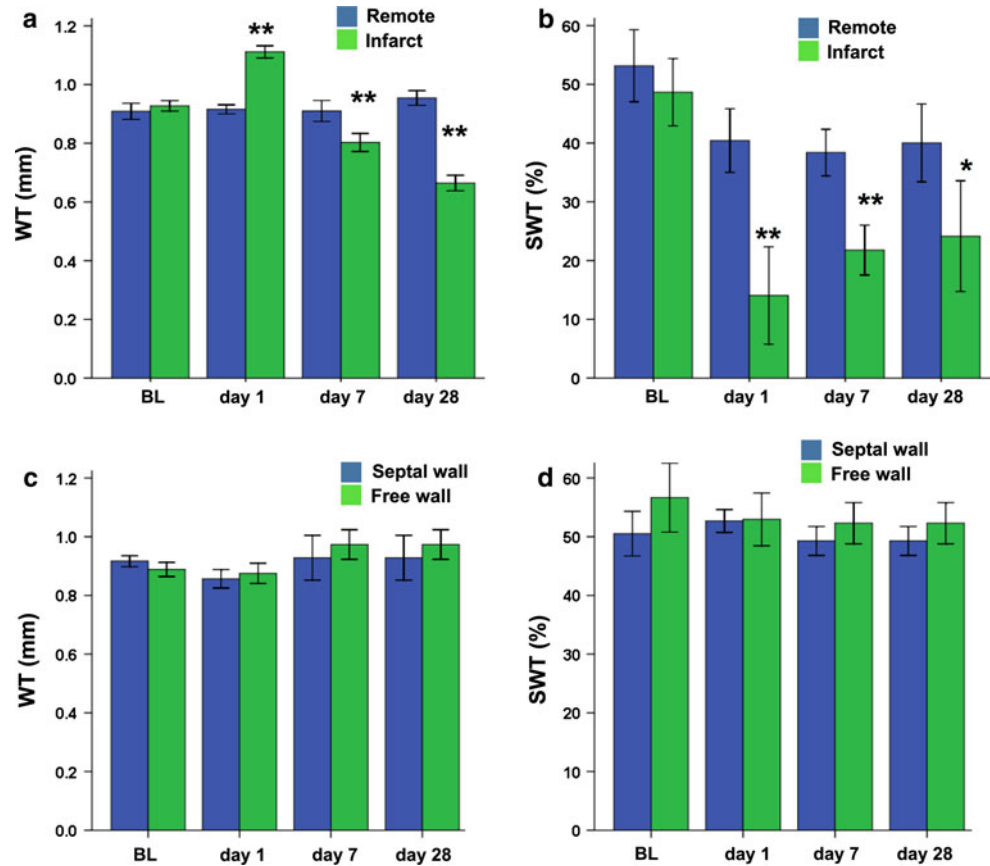 a
Remote
Infarct
**
**
**
WT (mm)
1.2
1.0
0.8
0.6
0.4
0.2
0.0
BL day 1 day 7 day 28
b
Remote
Infarct
**
**
*
SWT (%)
60
50
40
30
20
10
0
BL day 1 day 7 day 28
c
Septal wall
Free wall
WT (mm)
1.2
1.0
0.8
0.6
0.4
0.2
0.0
BL day 1 day 7 day 28
d
Septal wall
Free wall
SWT (%)
60
50
40
30
20
10
0
BL day 1 day 7 day 28